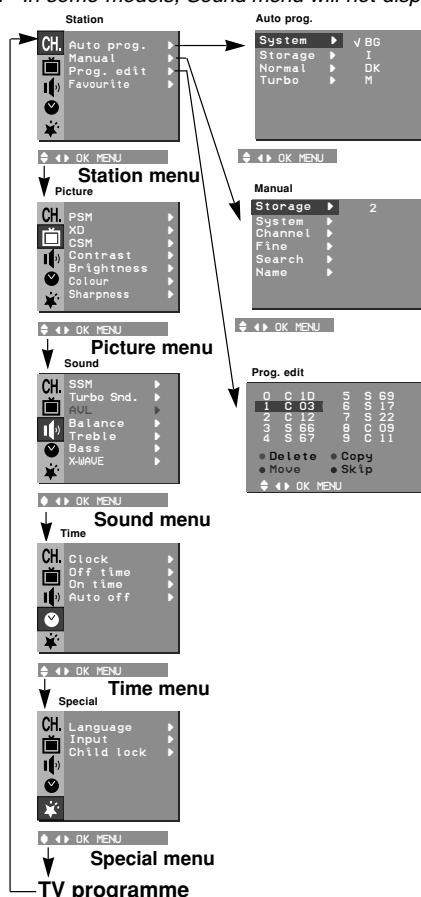 In some models, Sound menu will not disp
Station
CH.
Auto prog.
Manual
Prog. edit
Favourite
OK MENU
Station menu
Auto prog.
System √ BG
Storage I
Normal DK
Turbo M
OK MENU
Manual
Storage 2
System
Channel
Fine
Search
Name
OK MENU
Prog. edit
0 C 10 5 S 69
1 C 03 6 S 17
2 C 12 7 S 22
3 S 66 8 C 09
4 S 67 9 C 11
Delete Copy
Move Skip
OK MENU
Picture
CH.
PSM
XD
CSM
Contrast
Brightness
Colour
Sharpness
OK MENU
Picture menu
Sound
CH.
SSM
Turbo Snd.
AVL
Balance
Treble
Bass
X-WAVE
OK MENU
Sound menu
Time
CH.
Clock
Off time
On time
Auto off
OK MENU
Time menu
Special
CH.
Language
Input
Child lock
OK MENU
Special menu
TV programme